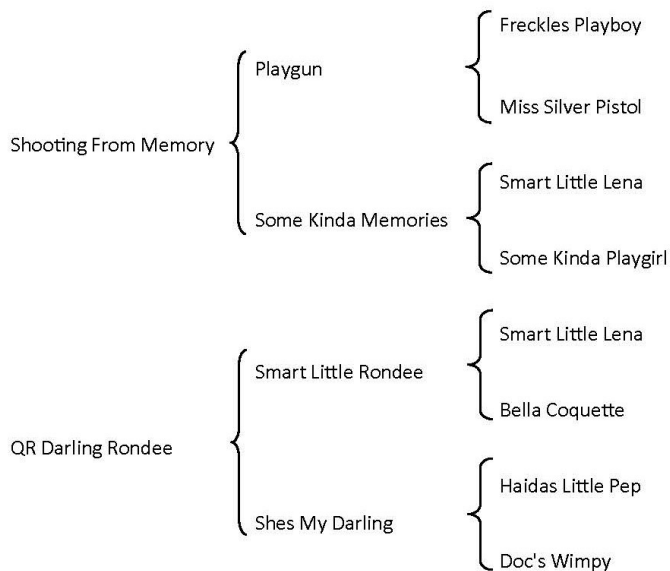 Freckles Playboy
Playgun
Miss Silver Pistol
Shooting From Memory
Smart Little Lena
Some Kinda Memories
Some Kinda Playgirl
Smart Little Lena
Smart Little Rondee
Bella Coquette
QR Darling Rondee
Haidas Little Pep
Shes My Darling
Doc's Wimpy